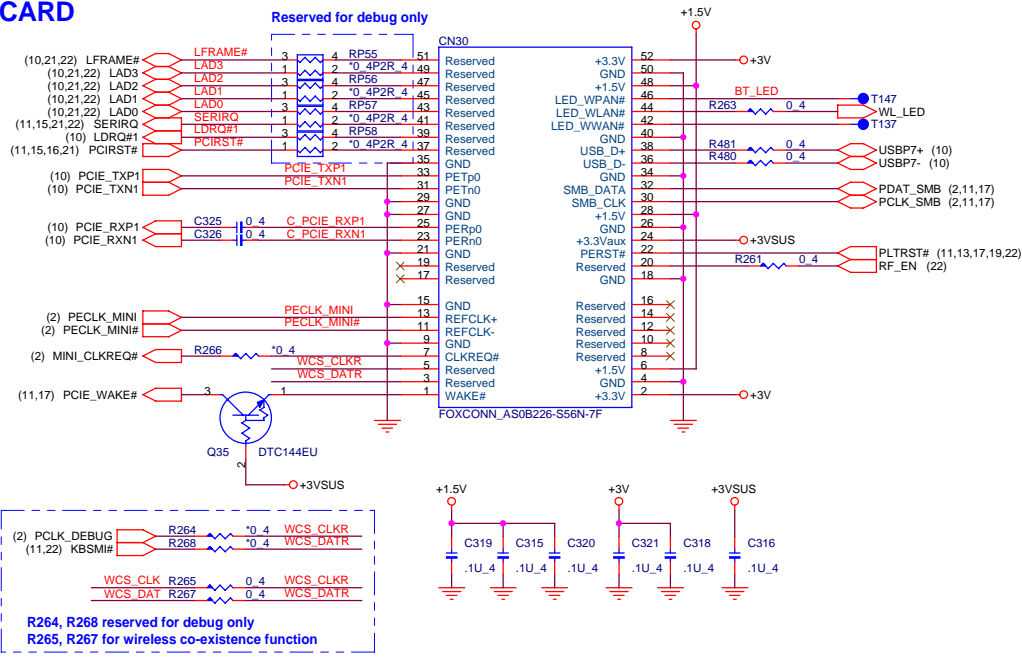 CARD
Reserved for debug only
+1.5V
CN30
(10,21,22) LFRAME# LFRAME# 3 4 RP55 51 Reserved +3.3V 52 +3V
(10,21,22) LAD3 LAD3 1 2 *0_4P2R_4 49 Reserved GND 50
(10,21,22) LAD2 LAD2 3 4 RP56 47 Reserved +1.5V 48
(10,21,22) LAD1 LAD1 1 2 *0_4P2R_4 45 Reserved LED_WPAN# 46 BT_LED T147
(10,21,22) LAD0 LAD0 3 4 RP57 43 Reserved LED_WLAN# 44 R263 0_4 WL_LED
(11,15,21,22) SERIRQ SERIRQ 1 2 *0_4P2R_4 41 Reserved LED_WWAN# 42 T137
(10) LDRQ#1 LDRQ#1 3 4 RP58 39 Reserved GND 40
(11,15,16,21) PCIRST# PCIRST# 1 2 *0_4P2R_4 37 Reserved USB_D+ 38 R481 0_4 USBP7+ (10)
35 GND USB_D- 36 R480 0_4 USBP7- (10)
(10) PCIE_TXP1 PCIE_TXP1 33 PETp0 GND 34
(10) PCIE_TXN1 PCIE_TXN1 31 PETn0 SMB_DATA 32 PDAT_SMB (2,11,17)
29 GND SMB_CLK 30 PCLK_SMB (2,11,17)
27 GND +1.5V 28
(10) PCIE_RXP1 C325 0_4 C_PCIE_RXP1 25 PERp0 GND 26
(10) PCIE_RXN1 C326 0_4 C_PCIE_RXN1 23 PERn0 +3.3Vaux 24 +3VSUS
21 GND PERST# 22 PLTRST# (11,13,17,19,22)
19 Reserved Reserved 20 R261 0_4 RF_EN (22)
17 Reserved GND 18
15 GND Reserved 16
(2) PECLK_MINI PECLK_MINI 13 REFCLK+ Reserved 14
(2) PECLK_MINI# PECLK_MINI# 11 REFCLK- Reserved 12
9 GND Reserved 10
(2) MINI_CLKREQ# R266 *0_4 7 CLKREQ# Reserved 8
WCS_CLKR 5 Reserved +1.5V 6
WCS_DATR 3 Reserved GND 4
(11,17) PCIE_WAKE# 3 1 1 WAKE# +3.3V 2 +3V
FOXCONN_AS0B226-S56N-7F
Q35 DTC144EU
2
+3VSUS
+1.5V +3V +3VSUS
(2) PCLK_DEBUG R264 *0_4 WCS_CLKR
(11,22) KBSMI# R268 *0_4 WCS_DATR
C319 C315 C320 C321 C318 C316
.1U_4 .1U_4 .1U_4 .1U_4 .1U_4 .1U_4
WCS_CLK R265 0_4 WCS_CLKR
WCS_DAT R267 0_4 WCS_DATR
R264, R268 reserved for debug only
R265, R267 for wireless co-existence function